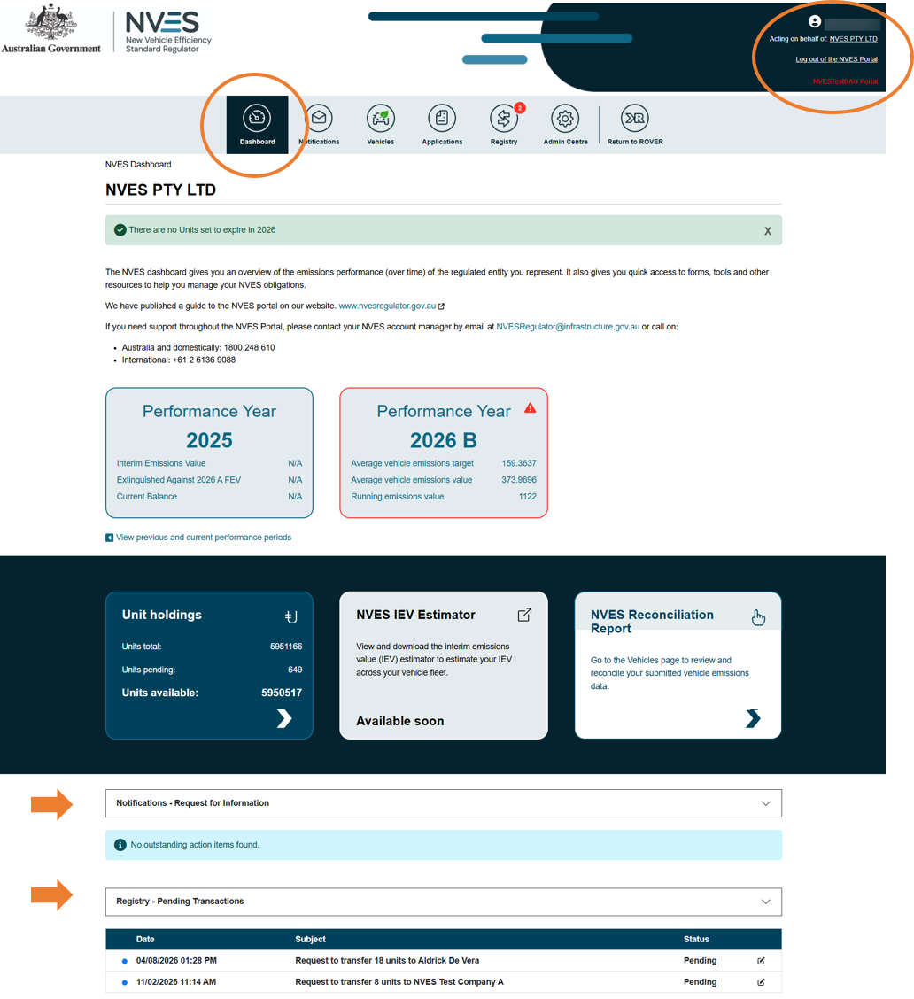 Australian Government
NVES
New Vehicle Efficiency
Standard Regulator
Acting on behalf of: NVES PTY LTD
Log out of the NVES Portal
NVESTestBAU Portal
Dashboard
Notifications
Vehicles
Applications
2
Registry
Admin Centre
Return to ROVER
NVES Dashboard
NVES PTY LTD
There are no Units set to expire in 2026
X
The NVES dashboard gives you an overview of the emissions performance (over time) of the regulated entity you represent. It also gives you quick access to forms, tools and other
resources to help you manage your NVES obligations.
We have published a guide to the NVES portal on our website. www.nvesregulator.gov.au
If you need support throughout the NVES Portal, please contact your NVES account manager by email at NVESRegulator@infrastructure.gov.au or call on:
• Australia and domestically: 1800 248 610
• International: +61 2 6136 9088
Performance Year
2025
Interim Emissions Value N/A
Extinguished Against 2026 A FEV N/A
Current Balance N/A
Performance Year
2026 B
Average vehicle emissions target 159.3637
Average vehicle emissions value 373.9696
Running emissions value 1122
View previous and current performance periods
Unit holdings
Units total: 5951166
Units pending: 649
Units available: 5950517
NVES IEV Estimator
View and download the interim emissions
value (IEV) estimator to estimate your IEV
across your vehicle fleet.
Available soon
NVES Reconciliation
Report
Go to the Vehicles page to review and
reconcile your submitted vehicle emissions
data.
Notifications - Request for Information
No outstanding action items found.
Registry - Pending Transactions
Date Subject Status
04/08/2026 01:28 PM Request to transfer 18 units to Aldrick De Vera Pending
11/02/2026 11:14 AM Request to transfer 8 units to NVES Test Company A Pending